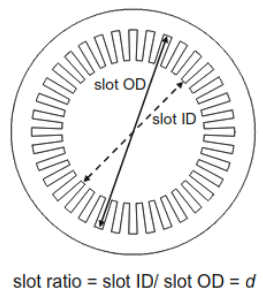 slot OD
slot ID
slot ratio = slot ID/ slot OD = d